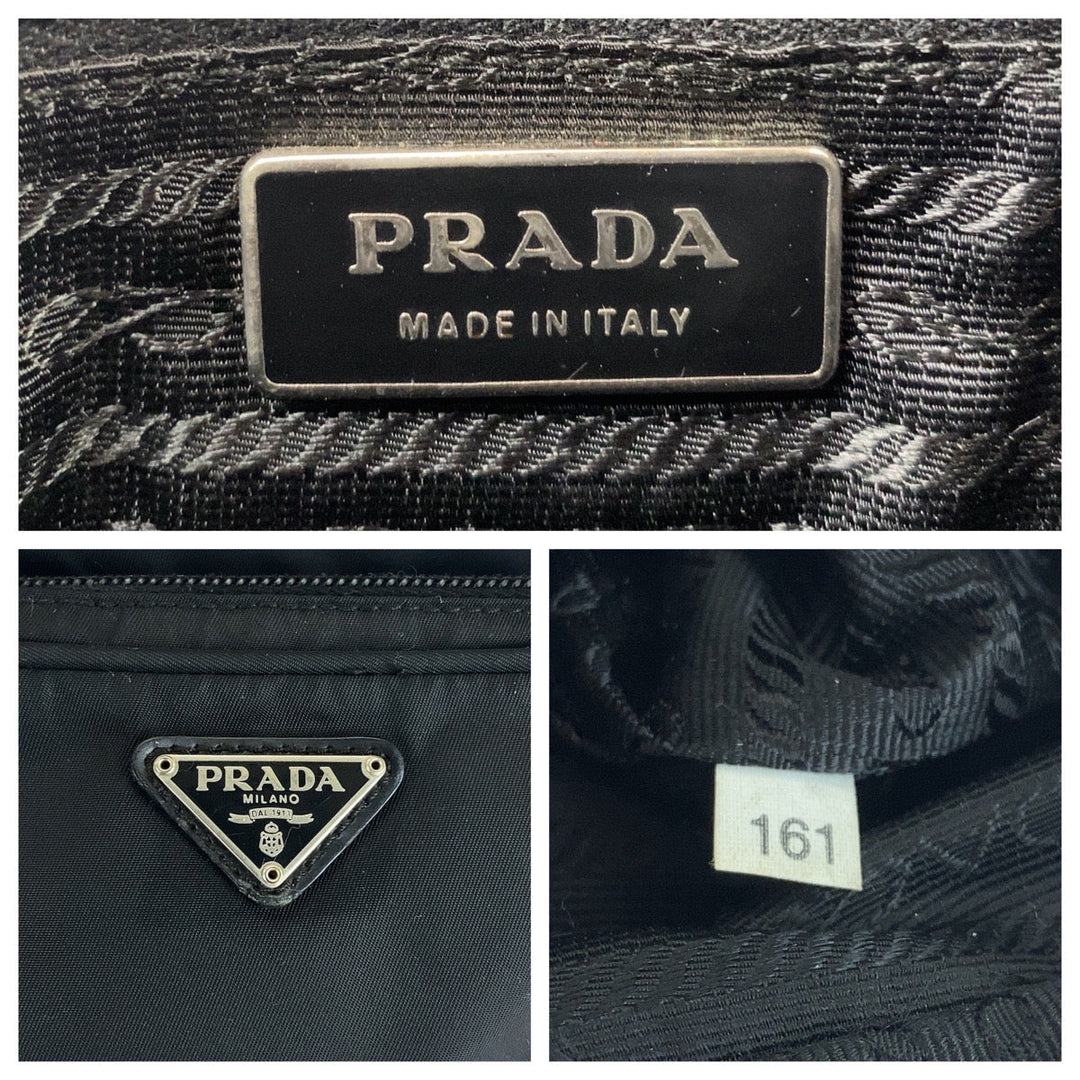 PRADA
MADE IN ITALY
PRADA
MILANO
DAL 1913
161